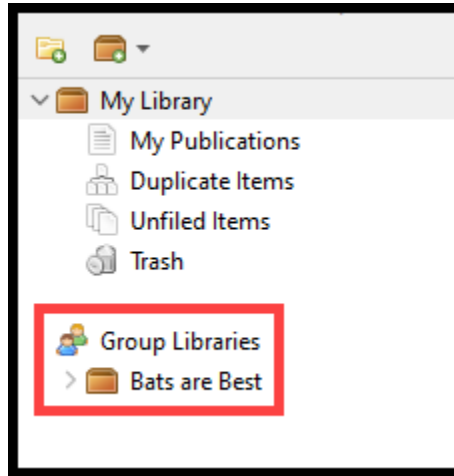 My Library
My Publications
Duplicate Items
Unfiled Items
Trash
Group Libraries
Bats are Best